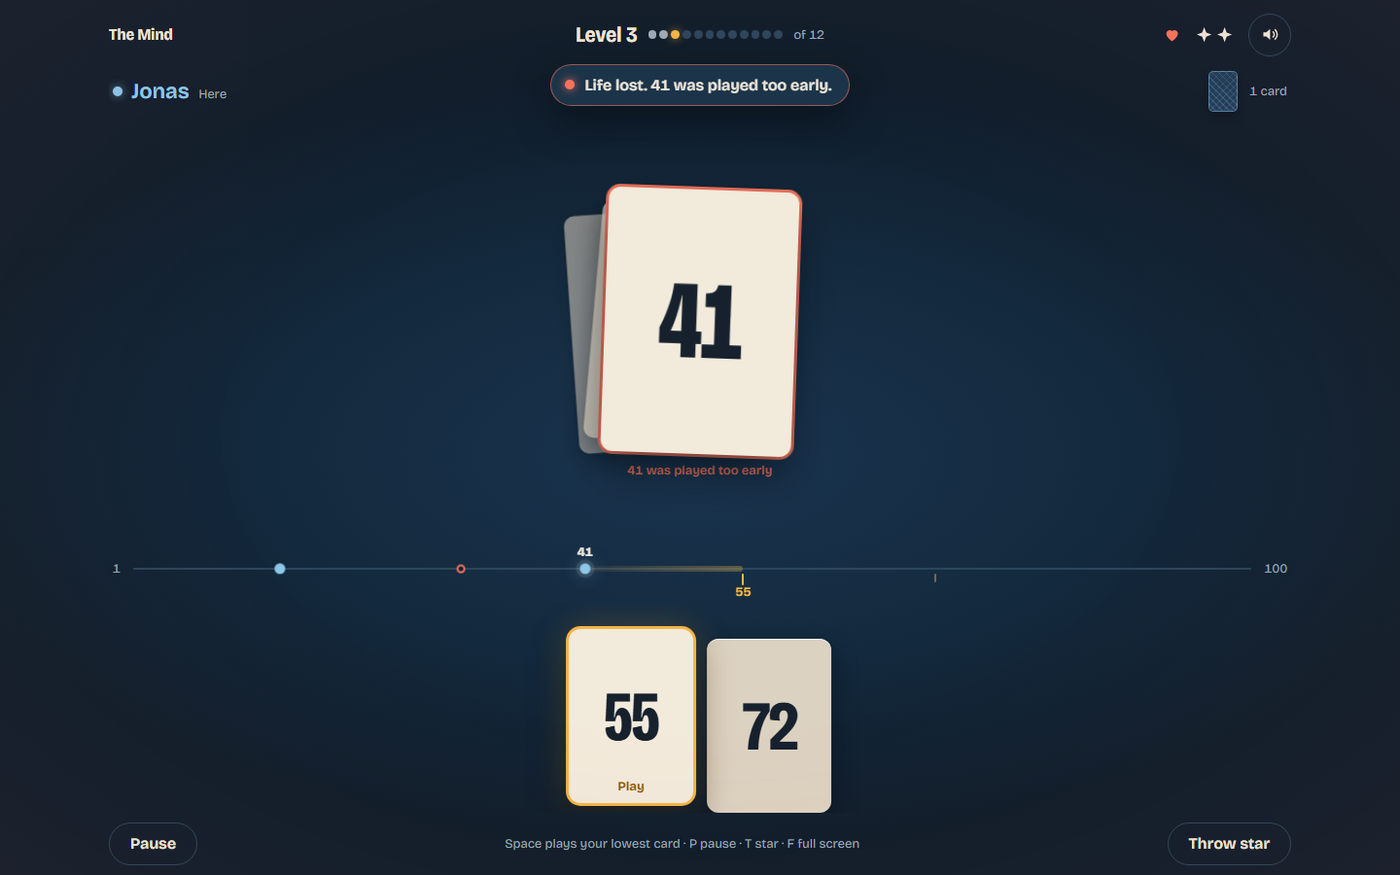 The Mind
Level 3
of 12
Life lost. 41 was played too early.
Jonas
Here
1 card
41
41 was played too early
41
1
100
55
55
Play
72
Pause
Space plays your lowest card · P pause · T star · F full screen
Throw star